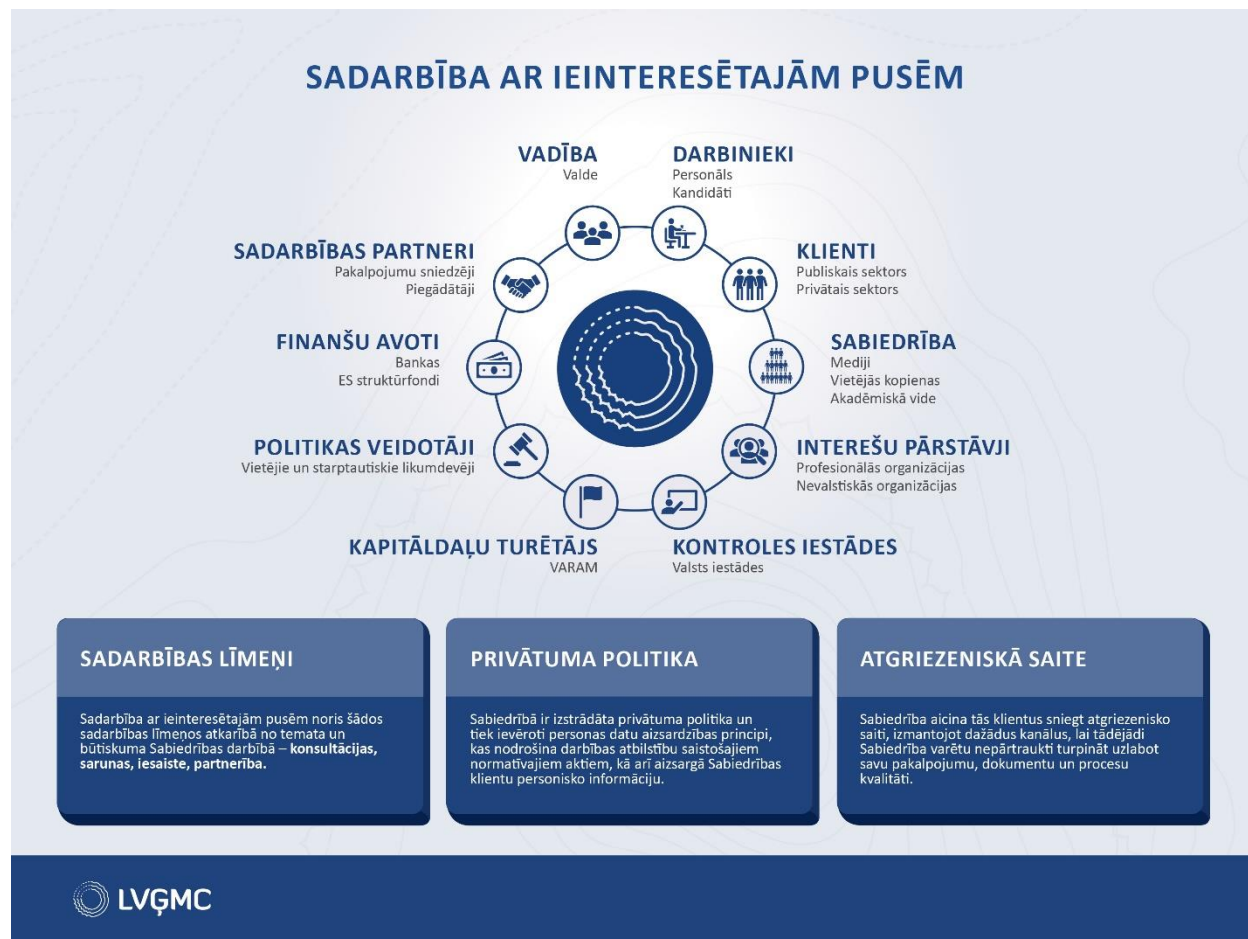 SADARBĪBA AR IEINTERESĒTAJĀM PUSĒM
VADĪBA
Valde
DARBINIEKI
Personāls
Kandidāti
SADARBĪBAS PARTNERI
Pakalpojumu sniedzēji
Piegādātāji
KLIENTI
Publiskais sektors
Privātais sektors
FINANŠU AVOTI
Bankas
ES struktūrfondi
SABIEDRĪBA
Mediji
Vietējās kopienas
Akadēmiskā vide
POLITIKAS VEIDOTĀJI
Vietējie un starptautiskie likumdevēji
INTEREŠU PĀRSTĀVJI
Profesionālās organizācijas
Nevalstiskās organizācijas
KAPITĀLDAĻU TURĒTĀJS
VARAM
KONTROLES IESTĀDES
Valsts iestādes
SADARBĪBAS LĪMEŅI
Sadarbība ar ieinteresētajām pusēm noris šādos
sadarbības līmeņos atkarībā no temata un
būtiskuma Sabiedrības darbībā – konsultācijas,
sarunas, iesaiste, partnerība.
PRIVĀTUMA POLITIKA
Sabiedrībā ir izstrādāta privātuma politika un
tiek ievēroti personas datu aizsardzības principi,
kas nodrošina darbības atbilstību saistošajiem
normatīvajiem aktiem, kā arī aizsargā Sabiedrības
klientu personisko informāciju.
ATGRIEZENISKĀ SAITE
Sabiedrība aicina tās klientus sniegt atgriezenisko
saiti, izmantojot dažādus kanālus, lai tādējādi
Sabiedrība varētu nepārtraukti turpināt uzlabot
savu pakalpojumu, dokumentu un procesu
kvalitāti.
LVĢMC